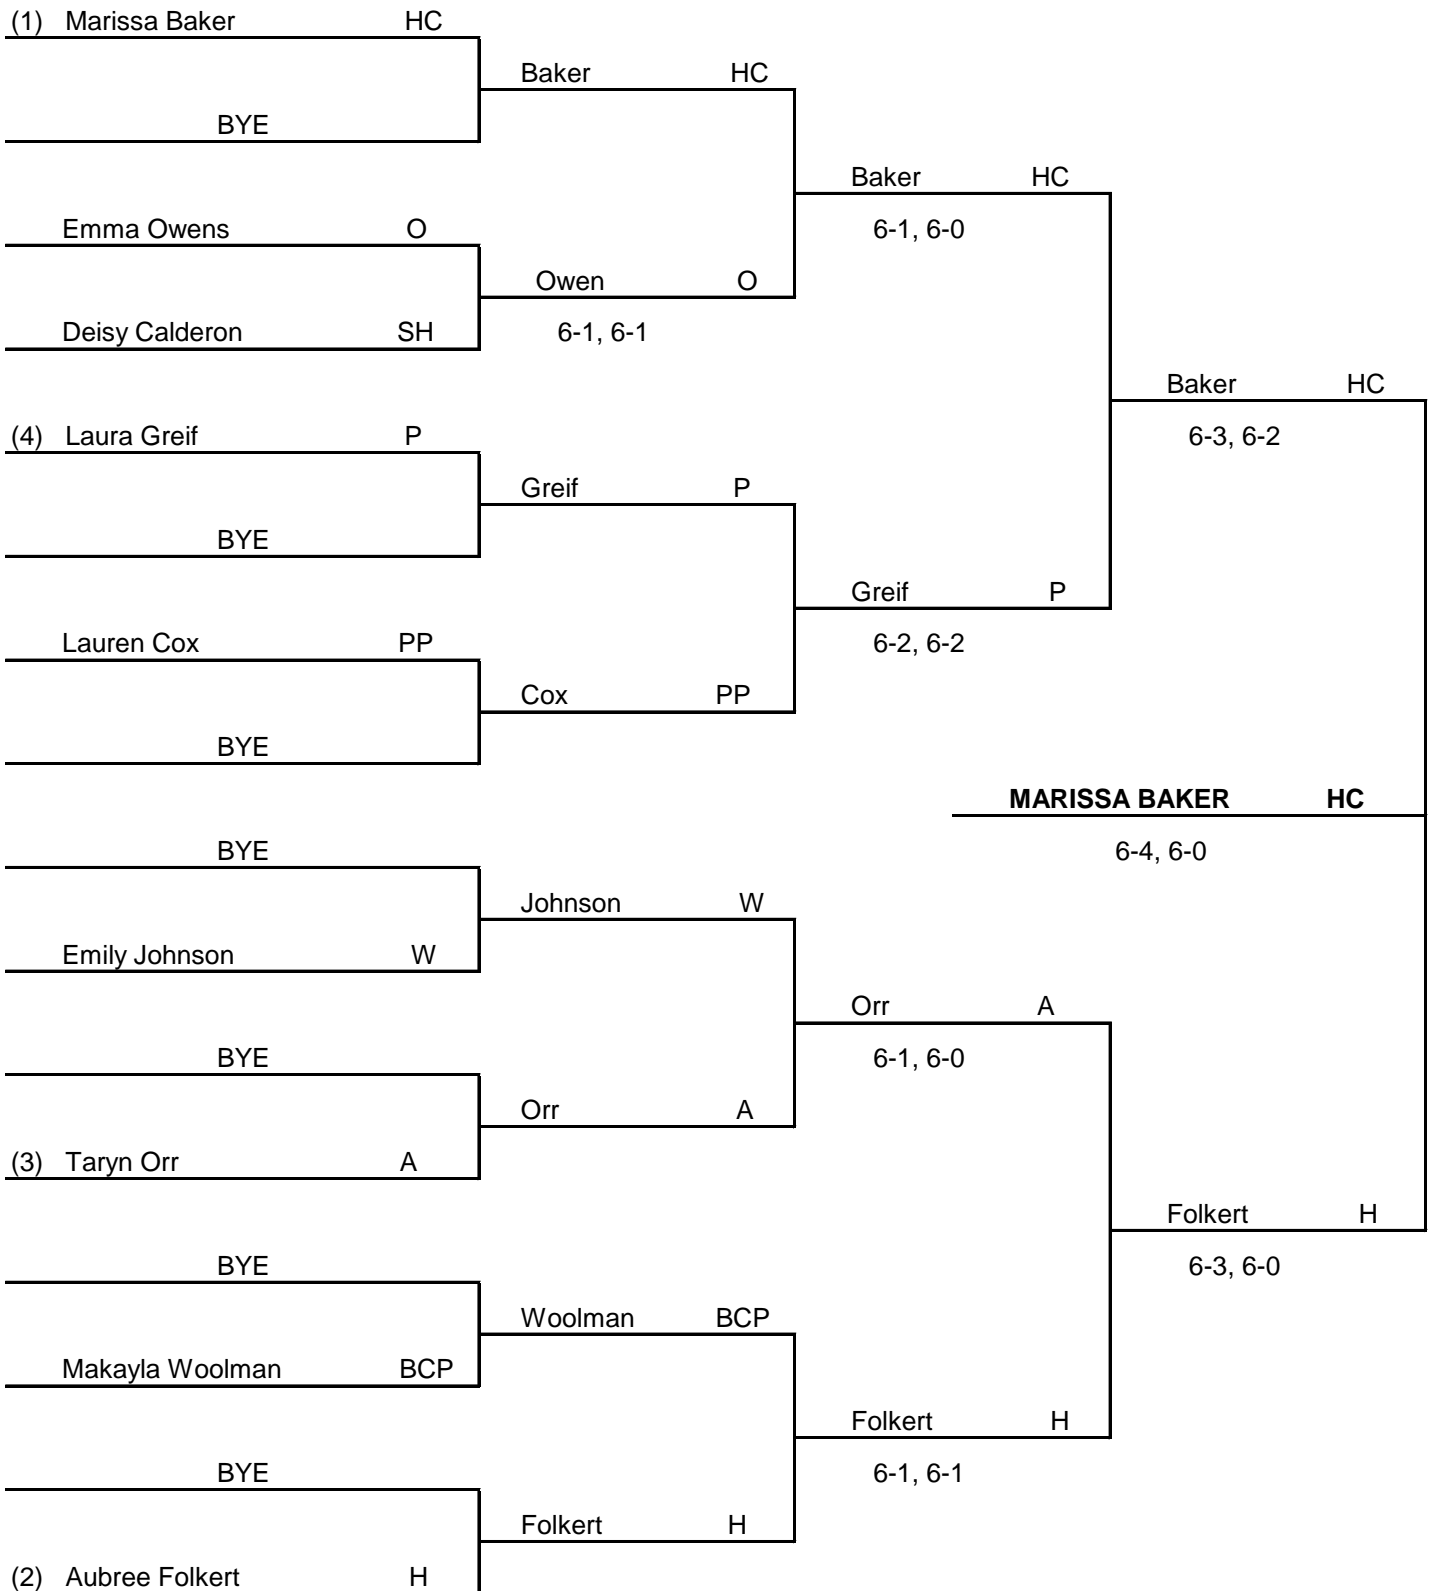 (1) Marissa Baker HC
Baker HC
BYE
Baker HC
Emma Owens O
6-1, 6-0
Owen O
Deisy Calderon SH
6-1, 6-1
Baker HC
(4) Laura Greif P
6-3, 6-2
Greif P
BYE
Greif P
Lauren Cox PP
6-2, 6-2
Cox PP
BYE
MARISSA BAKER HC
BYE
6-4, 6-0
Johnson W
Emily Johnson W
Orr A
BYE
6-1, 6-0
Orr A
(3) Taryn Orr A
Folkert H
BYE
6-3, 6-0
Woolman BCP
Makayla Woolman BCP
Folkert H
BYE
6-1, 6-1
Folkert H
(2) Aubree Folkert H